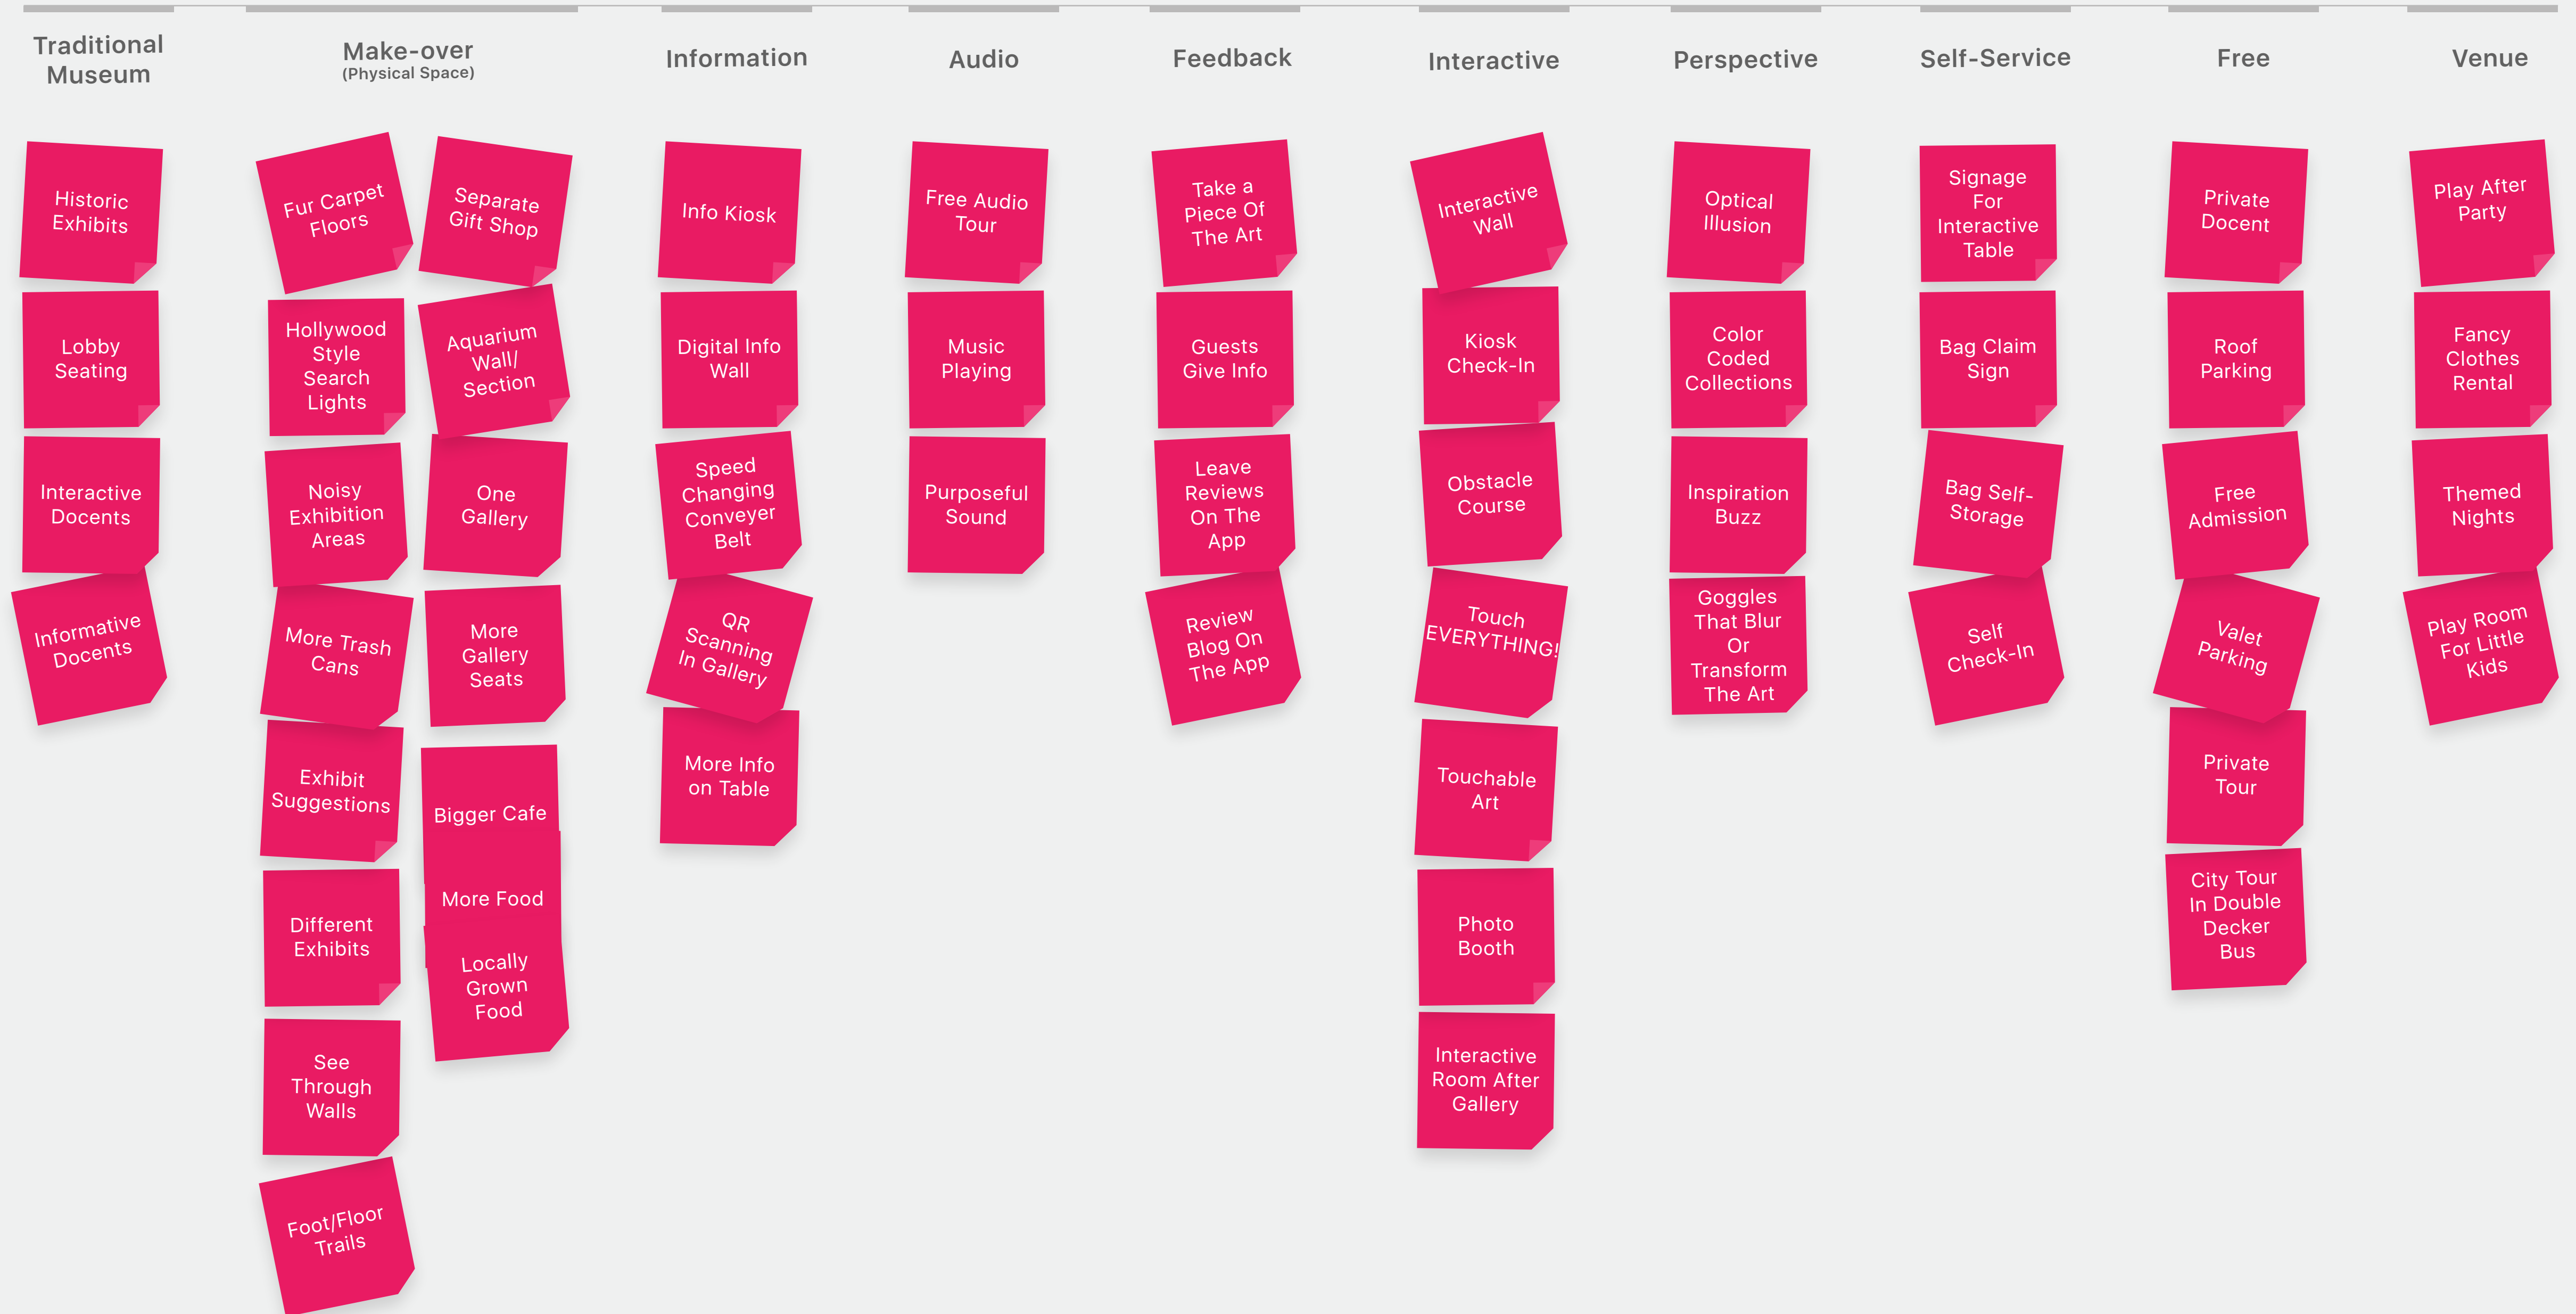 Traditional
Museum
Historic
Exhibits
Lobby
Seating
Interactive
Docents
Informative
Docents
Make-over
(Physical Space)
Fur Carpet
Floors
Hollywood
Style
Search
Lights
Noisy
Exhibition
Areas
More Trash
Cans
Exhibit
Suggestions
Different
Exhibits
See
Through
Walls
Foot/Floor
Trails
Separate
Gift Shop
Aquarium
Wall/
Section
One
Gallery
More
Gallery
Seats
Bigger Cafe
More Food
Locally
Grown
Food
Information
Info Kiosk
Digital Info
Wall
Speed
Changing
Conveyer
Belt
QR
Scanning
In Gallery
More Info
on Table
Audio
Free Audio
Tour
Music
Playing
Purposeful
Sound
Feedback
Take a
Piece Of
The Art
Guests
Give Info
Leave
Reviews
On The
App
Review
Blog On
The App
Interactive
Interactive
Wall
Kiosk
Check-In
Obstacle
Course
Touch
EVERYTHING!
Touchable
Art
Photo
Booth
Interactive
Room After
Gallery
Perspective
Optical
Illusion
Color
Coded
Collections
Inspiration
Buzz
Goggles
That Blur
Or
Transform
The Art
Self-Service
Signage
For
Interactive
Table
Bag Claim
Sign
Bag Self-
Storage
Self
Check-In
Free
Private
Docent
Roof
Parking
Free
Admission
Valet
Parking
Private
Tour
City Tour
In Double
Decker
Bus
Venue
Play After
Party
Fancy
Clothes
Rental
Themed
Nights
Play Room
For Little
Kids